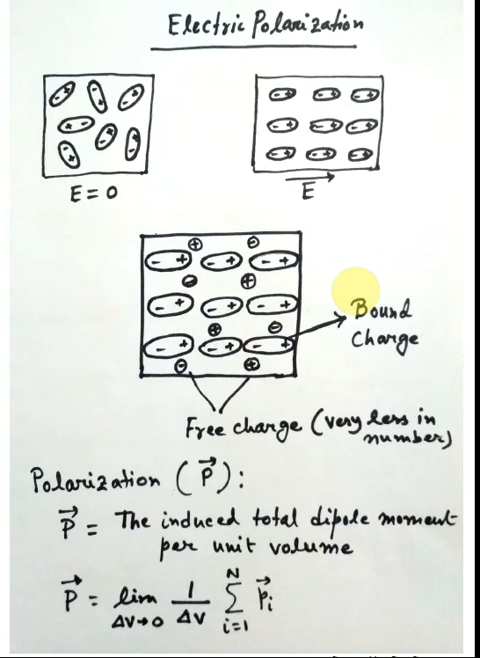 Electric Polarization
E = 0
E
Bound
Charge
Free charge (very less in
number)
Polarization (P⃗):
P⃗ = The induced total dipole moment
per unit volume
P⃗ = lim ΔV→0 1/ΔV N Σ i=1 p⃗i